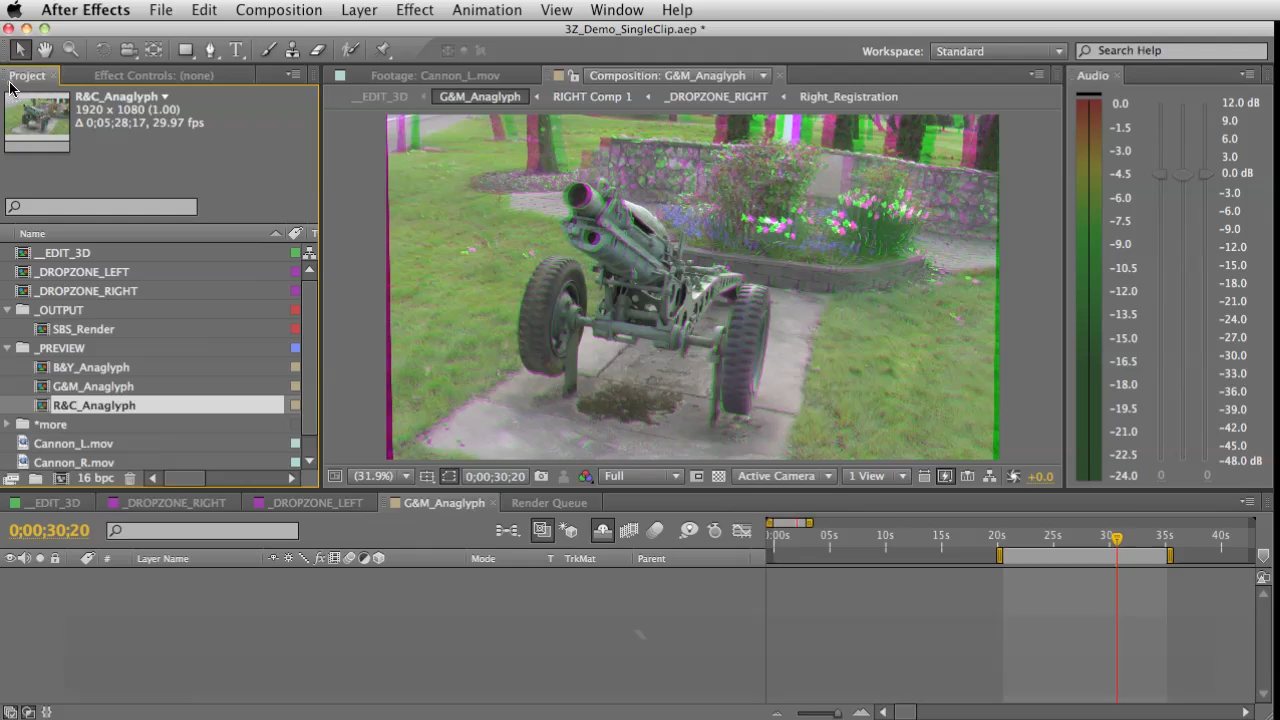 After Effects File Edit Composition Layer Effect Animation View Window Help
3Z_Demo_SingleClip.aep *
Workspace: Standard Search Help
Project Effect Controls: (none) Footage: Cannon_L.mov Composition: G&M_Anaglyph Audio
R&C_Anaglyph
1920 x 1080 (1.00)
Δ 0;05;28;17, 29.97 fps
__EDIT_3D G&M_Anaglyph RIGHT Comp 1 _DROPZONE_RIGHT Right_Registration
Name T
__EDIT_3D
_DROPZONE_LEFT
_DROPZONE_RIGHT
_OUTPUT
SBS_Render
_PREVIEW
B&Y_Anaglyph
G&M_Anaglyph
R&C_Anaglyph
*more
Cannon_L.mov
Cannon_R.mov
16 bpc
(31.9%) 0;00;30;20 Full Active Camera 1 View +0.0
0.0
-1.5
-3.0
-4.5
-6.0
-7.5
-9.0
-10.5
-12.0
-13.5
-15.0
-16.5
-18.0
-19.5
-21.0
-22.5
-24.0
0 0
12.0 dB
9.0
6.0
3.0
0.0 dB
-3.0
-6.0
-9.0
-12.0
-15.0
-18.0
-21.0
-24.0
-27.0
-30.0
-33.0
-36.0
-39.0
-42.0
-45.0
-48.0 dB
__EDIT_3D _DROPZONE_RIGHT _DROPZONE_LEFT G&M_Anaglyph Render Queue
0;00;30;20
# Layer Name fx Mode T TrkMat Parent
:00s 05s 10s 15s 20s 25s 30s 35s 40s